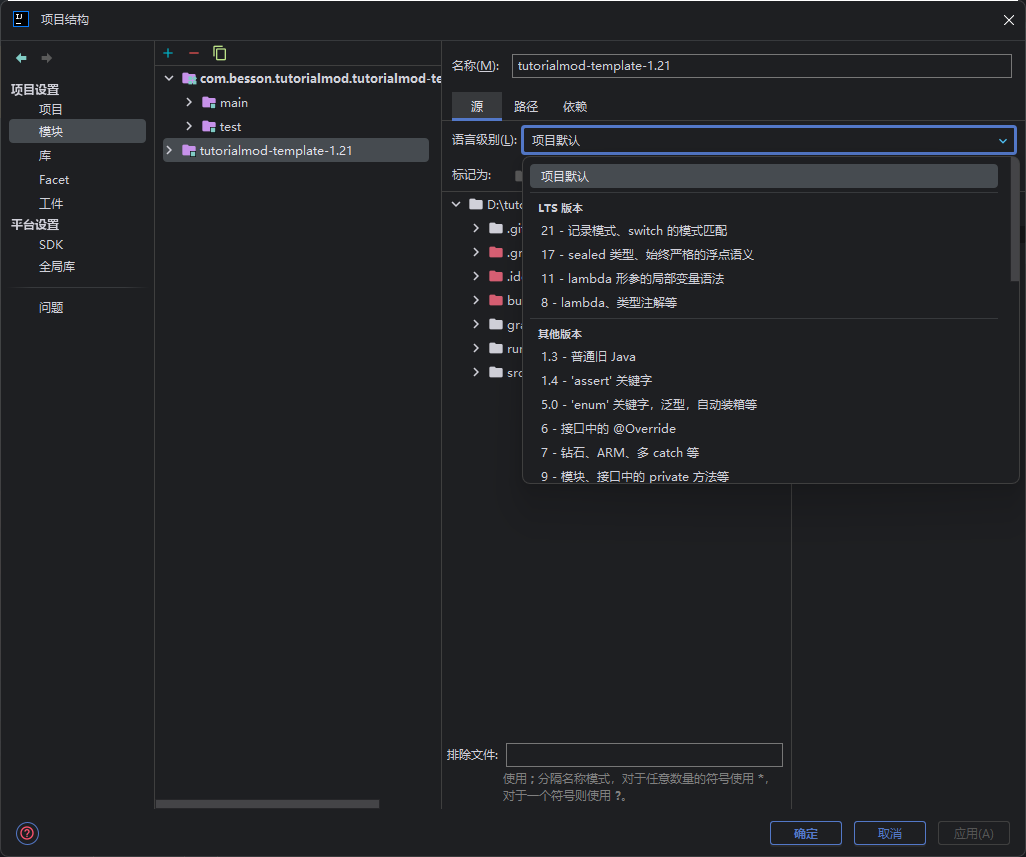 项目结构
项目设置
项目
模块
库
Facet
工件
平台设置
SDK
全局库
问题
com.besson.tutorialmod.tutorialmod-te
main
test
tutorialmod-template-1.21
名称(M):
tutorialmod-template-1.21
源 路径 依赖
语言级别(L): 项目默认
标记为:
项目默认
LTS 版本
21 - 记录模式、switch 的模式匹配
17 - sealed 类型、始终严格的浮点语义
11 - lambda 形参的局部变量语法
8 - lambda、类型注解等
其他版本
1.3 - 普通旧 Java
1.4 - 'assert' 关键字
5.0 - 'enum' 关键字，泛型，自动装箱等
6 - 接口中的 @Override
7 - 钻石、ARM、多 catch 等
9 - 模块、接口中的 private 方法等
D:\tuto
.gi
.gr
.id
bu
gra
run
src
排除文件:
使用 ; 分隔名称模式，对于任意数量的符号使用 *，
对于一个符号则使用 ?。
确定 取消 应用(A)